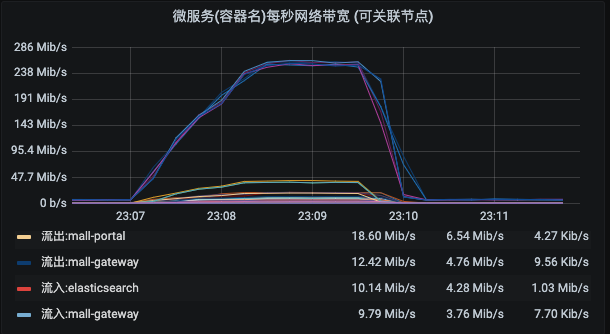 微服务(容器名)每秒网络带宽 (可关联节点)
286 Mib/s
238 Mib/s
191 Mib/s
143 Mib/s
95.4 Mib/s
47.7 Mib/s
0 b/s
23:07 23:08 23:09 23:10 23:11
流出:mall-portal 18.60 Mib/s 6.54 Mib/s 4.27 Kib/s
流出:mall-gateway 12.42 Mib/s 4.76 Mib/s 9.56 Kib/s
流入:elasticsearch 10.14 Mib/s 4.28 Mib/s 1.03 Mib/s
流入:mall-gateway 9.79 Mib/s 3.76 Mib/s 7.70 Kib/s